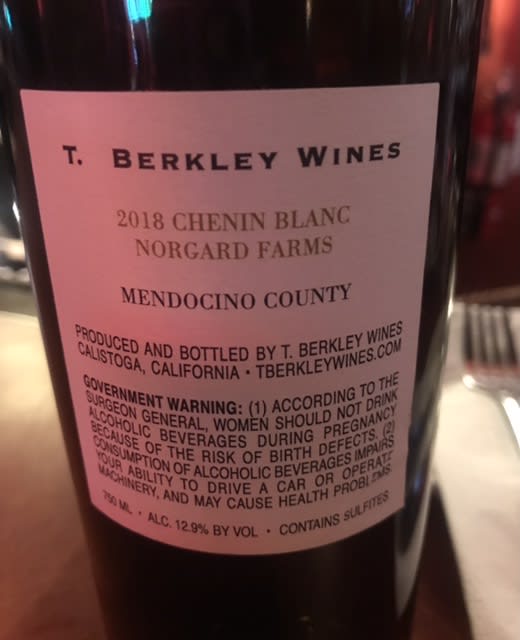 T. BERKLEY WINES
2018 CHENIN BLANC
NORGARD FARMS
MENDOCINO COUNTY
PRODUCED AND BOTTLED BY T. BERKLEY WINES
CALISTOGA, CALIFORNIA • TBERKLEYWINES.COM
GOVERNMENT WARNING: (1) ACCORDING TO THE
SURGEON GENERAL, WOMEN SHOULD NOT DRINK
ALCOHOLIC BEVERAGES DURING PREGNANCY
BECAUSE OF THE RISK OF BIRTH DEFECTS. (2)
CONSUMPTION OF ALCOHOLIC BEVERAGES IMPAIRS
YOUR ABILITY TO DRIVE A CAR OR OPERATE
MACHINERY, AND MAY CAUSE HEALTH PROBLEMS.
750 ML • ALC. 12.9% BY VOL • CONTAINS SULFITES